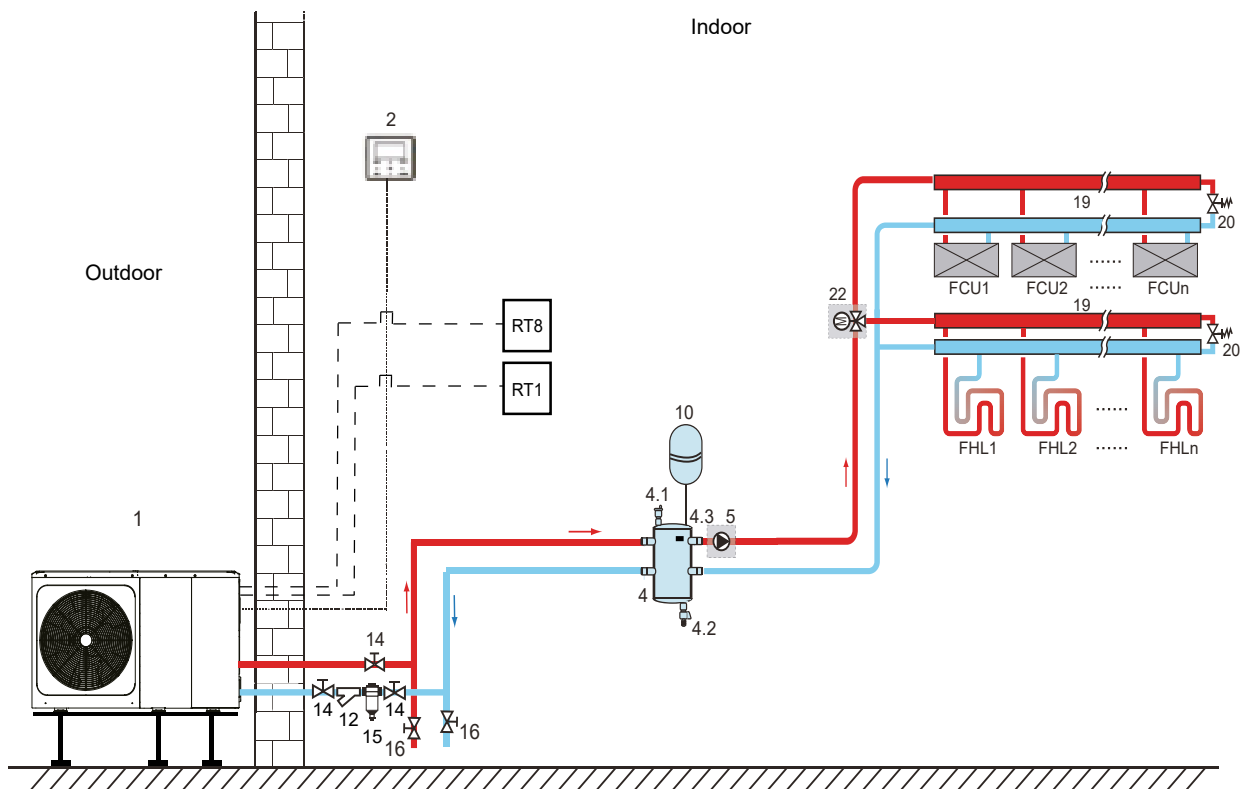 Indoor
2
19
20
Outdoor
FCU1
FCU2
......
......
FCUn
22
19
RT8
20
RT1
10
......
......
FHL1
FHL2
FHLn
4.1
4.3
5
1
4
4.2
14
14
12
14
15
16
16